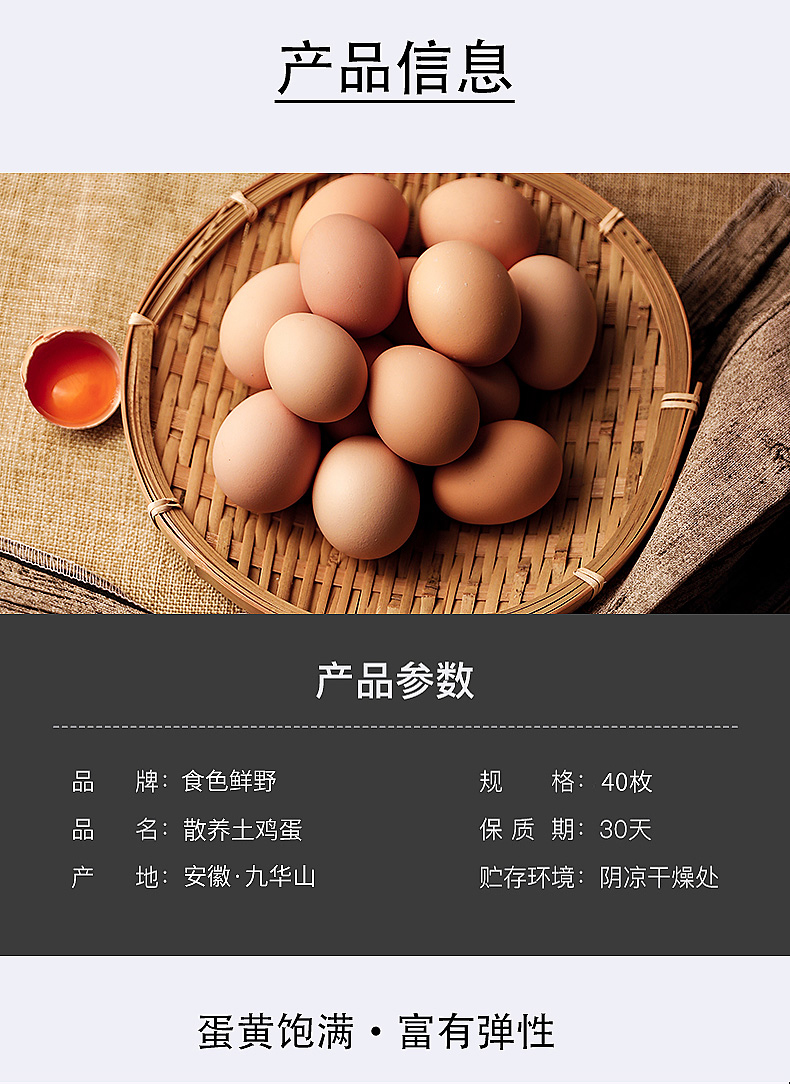 产品信息
产品参数
品 牌：食色鲜野
规 格：40枚
品 名：散养土鸡蛋
保质期：30天
产 地：安徽·九华山
贮存环境：阴凉干燥处
蛋黄饱满·富有弹性